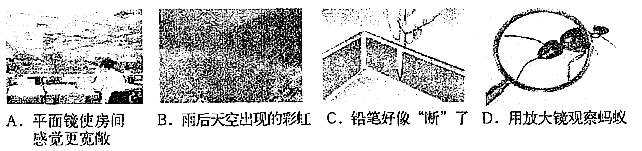 A. 平面镜使房间
感觉更宽敞
B. 雨后天空出现的彩虹
C. 铅笔好像“断”了
D. 用放大镜观察蚂蚁